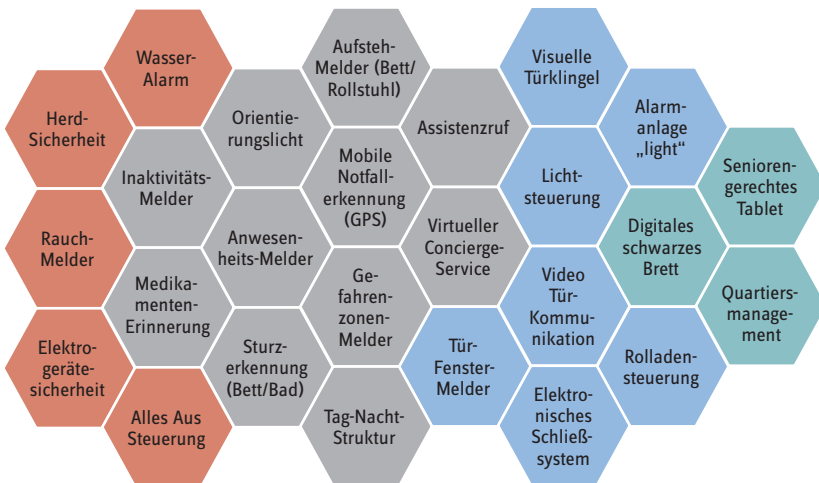 Wasser-
Alarm
Herd-
Sicherheit
Rauch-
Melder
Elektro-
gerätesicherheit
Alles Aus
Steuerung
Inaktivitäts-
Melder
Medika-
menten-
Erinnerung
Orientie-
rungslicht
Anwesen-
heits-Melder
Sturz-
erkennung
(Bett/Bad)
Aufsteh-
Melder (Bett/
Rollstuhl)
Mobile
Notfall-
erkennung
(GPS)
Ge-
fahren-
zonen-
Melder
Tag-Nacht-
Struktur
Assistenzruf
Virtueller
Concierge-
Service
Tür-
Fenster-
Melder
Visuelle
Türklingel
Licht-
steuerung
Video
Tür-
Kommu-
nikation
Elektro-
nisches
Schließ-
system
Alarm-
anlage
„light“
Digitales
schwarzes
Brett
Rolladen-
steuerung
Senioren-
gerechtes
Tablet
Quartiers-
manage-
ment